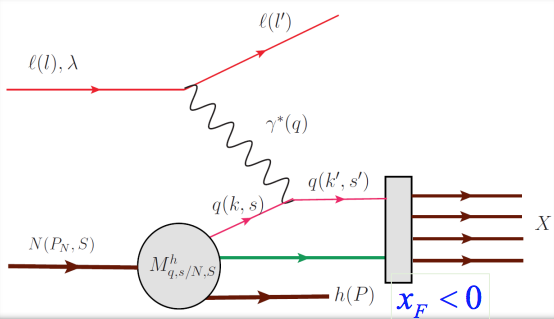 ℓ(l′)
ℓ(l), λ
γ*(q)
q(k, s)
q(k′, s′)
N(P_N, S)
M^h_{q,s/N,S}
X
h(P)
x_F < 0